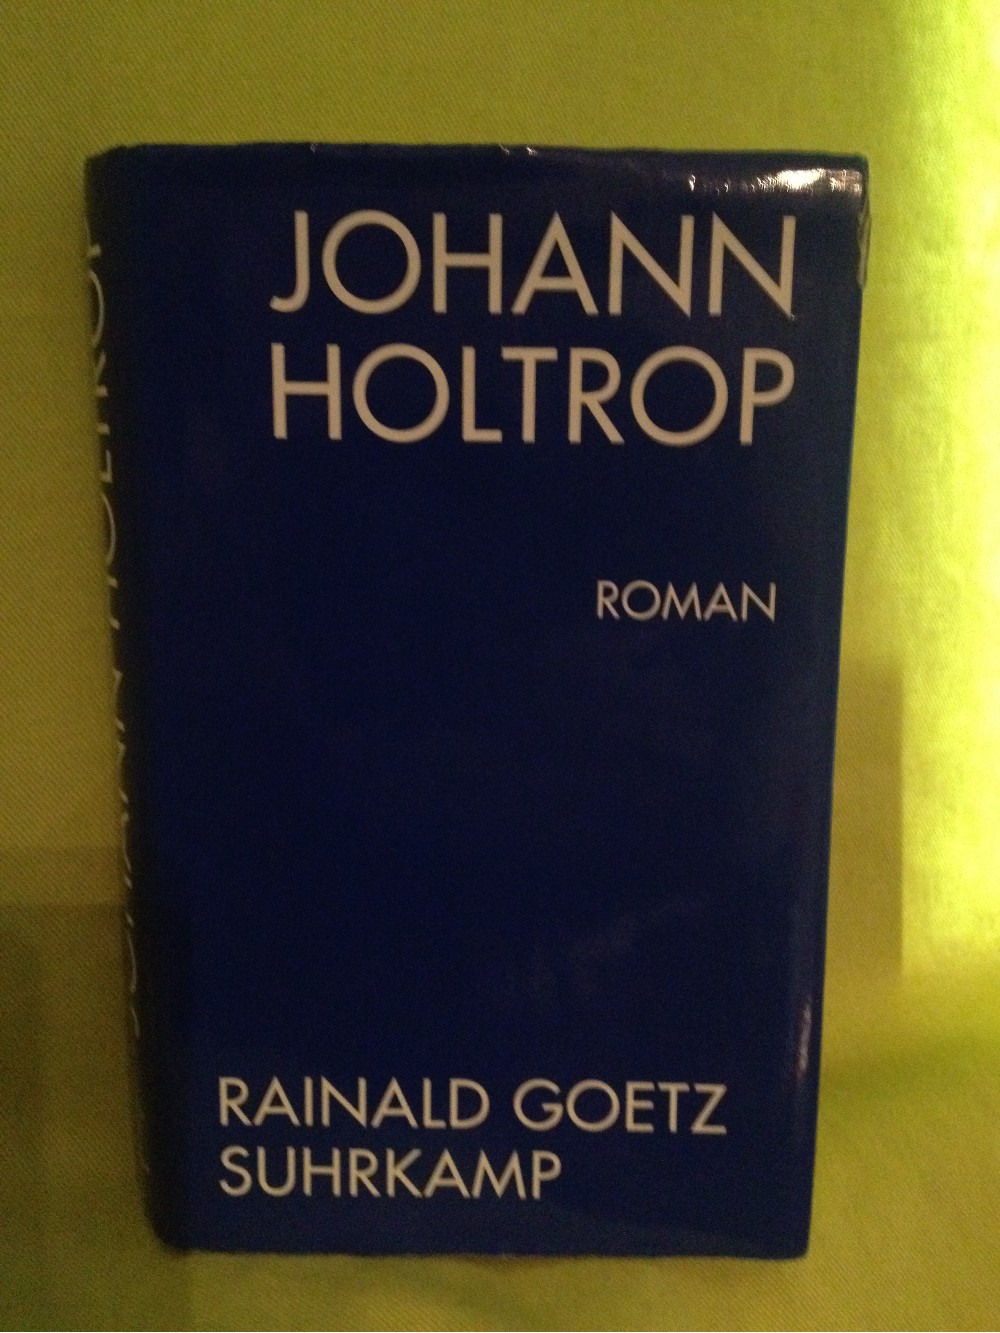 JOHANN
HOLTROP
ROMAN
RAINALD GOETZ
SUHRKAMP